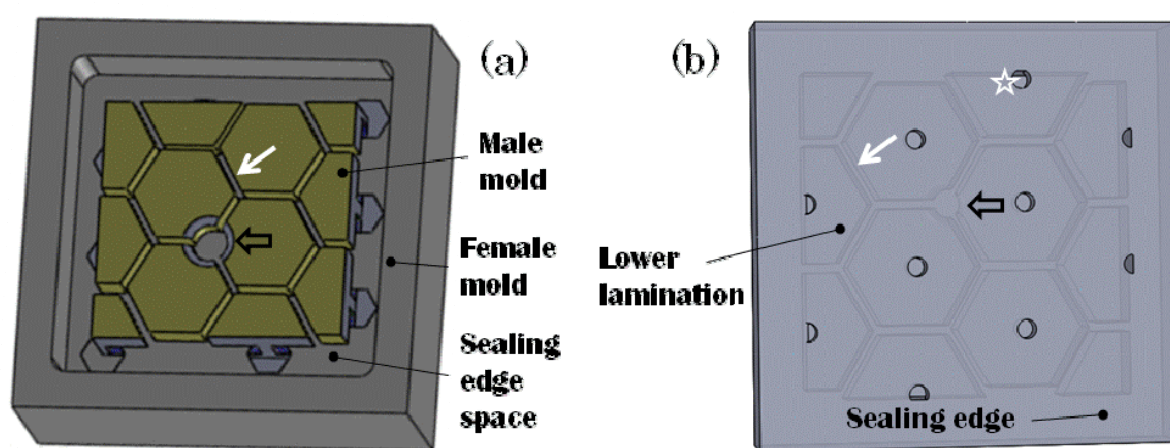 (a)
Male
mold
Female
mold
Sealing
edge
space
(b)
Lower
lamination
Sealing edge